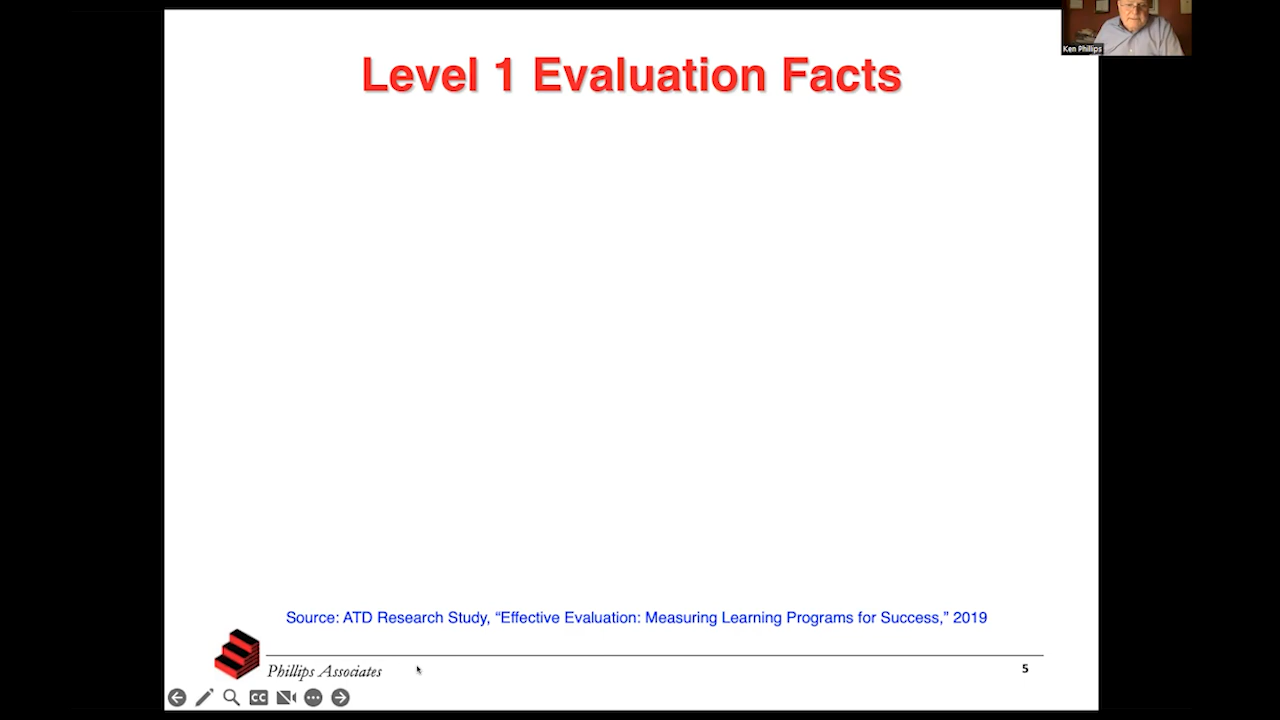 Ken Phillips
Level 1 Evaluation Facts
Source: ATD Research Study, “Effective Evaluation: Measuring Learning Programs for Success,” 2019
Phillips Associates
5
CC